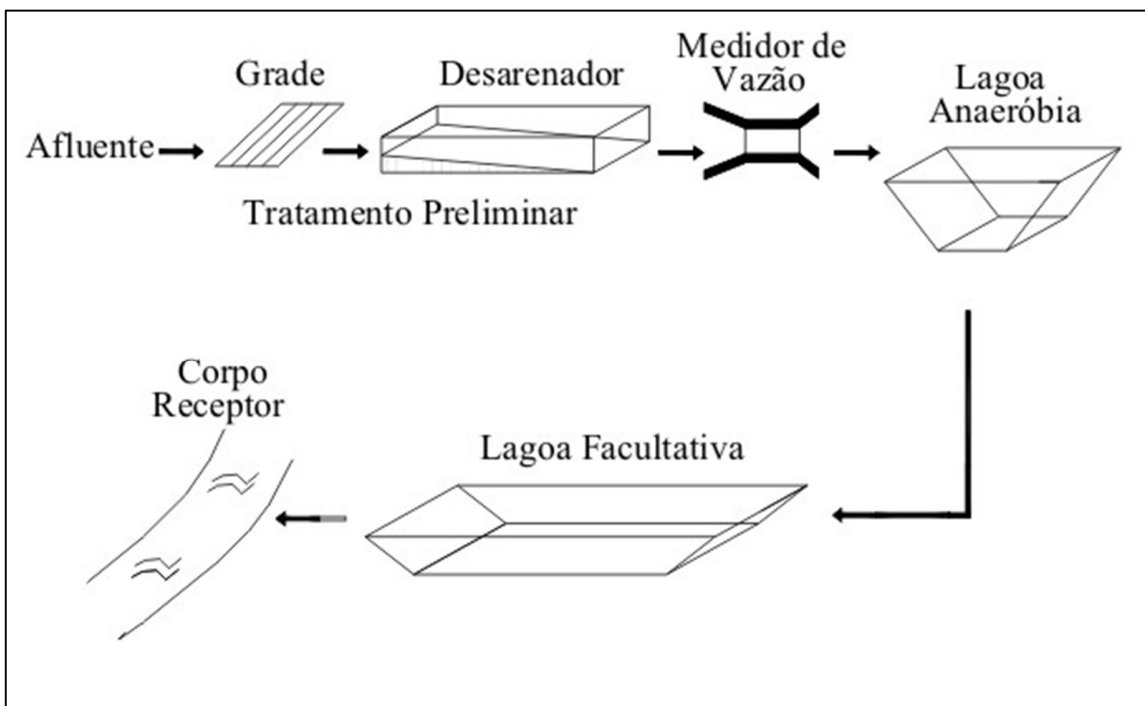 Afluente
Grade
Desarenador
Medidor de
Vazão
Lagoa
Anaeróbia
Tratamento Preliminar
Corpo
Receptor
Lagoa Facultativa